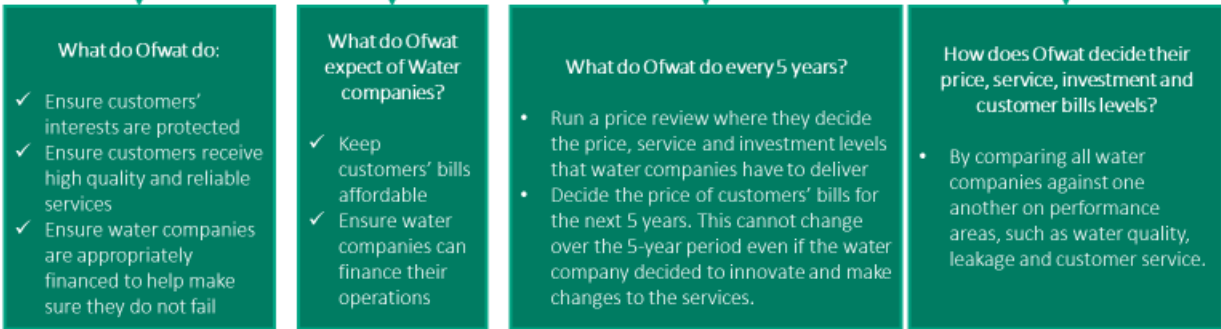 What do Ofwat do:
✓ Ensure customers'
interests are protected
✓ Ensure customers receive
high quality and reliable
services
✓ Ensure water companies
are appropriately
financed to help make
sure they do not fail
What do Ofwat
expect of Water
companies?
✓ Keep
customers' bills
affordable
✓ Ensure water
companies can
finance their
operations
What do Ofwat do every 5 years?
• Run a price review where they decide
the price, service and investment levels
that water companies have to deliver
• Decide the price of customers' bills for
the next 5 years. This cannot change
over the 5-year period even if the water
company decided to innovate and make
changes to the services.
How does Ofwat decide their
price, service, investment and
customer bills levels?
• By comparing all water
companies against one
another on performance
areas, such as water quality,
leakage and customer service.